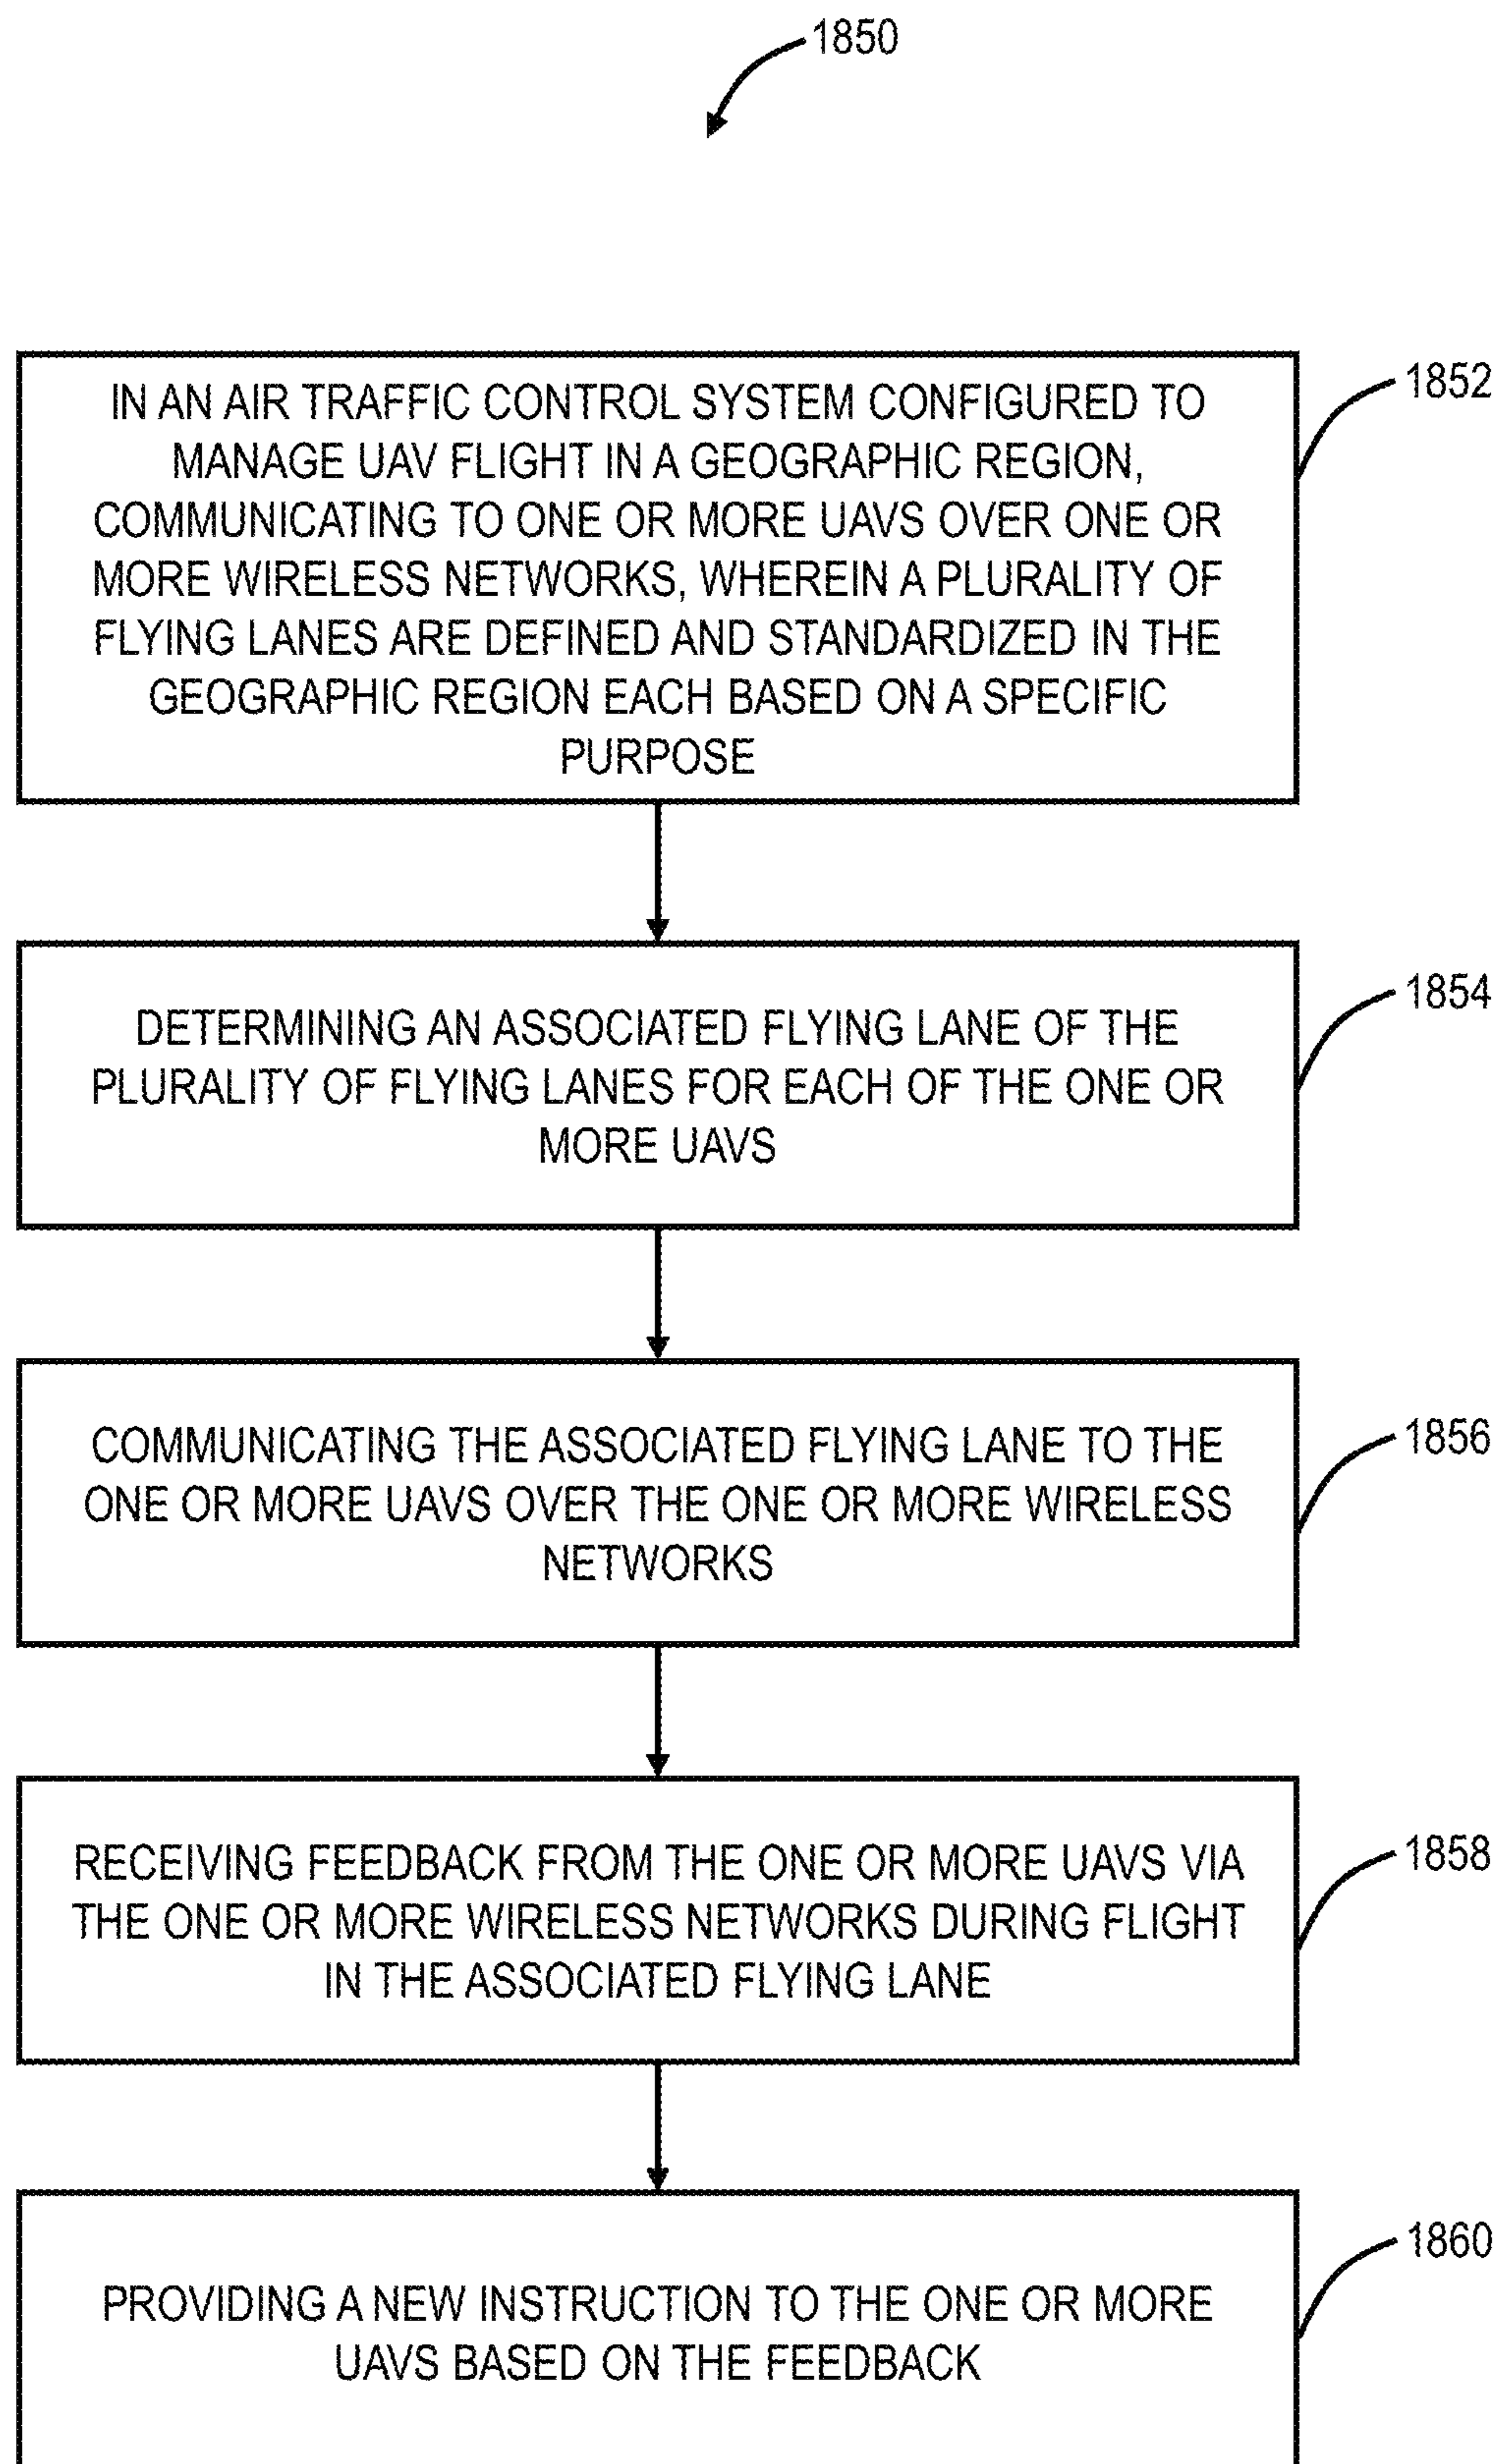 1850
IN AN AIR TRAFFIC CONTROL SYSTEM CONFIGURED TO
MANAGE UAV FLIGHT IN A GEOGRAPHIC REGION,
COMMUNICATING TO ONE OR MORE UAVS OVER ONE OR
MORE WIRELESS NETWORKS, WHEREIN A PLURALITY OF
FLYING LANES ARE DEFINED AND STANDARDIZED IN THE
GEOGRAPHIC REGION EACH BASED ON A SPECIFIC
PURPOSE
1852
DETERMINING AN ASSOCIATED FLYING LANE OF THE
PLURALITY OF FLYING LANES FOR EACH OF THE ONE OR
MORE UAVS
1854
COMMUNICATING THE ASSOCIATED FLYING LANE TO THE
ONE OR MORE UAVS OVER THE ONE OR MORE WIRELESS
NETWORKS
1856
RECEIVING FEEDBACK FROM THE ONE OR MORE UAVS VIA
THE ONE OR MORE WIRELESS NETWORKS DURING FLIGHT
IN THE ASSOCIATED FLYING LANE
1858
PROVIDING A NEW INSTRUCTION TO THE ONE OR MORE
UAVS BASED ON THE FEEDBACK
1860